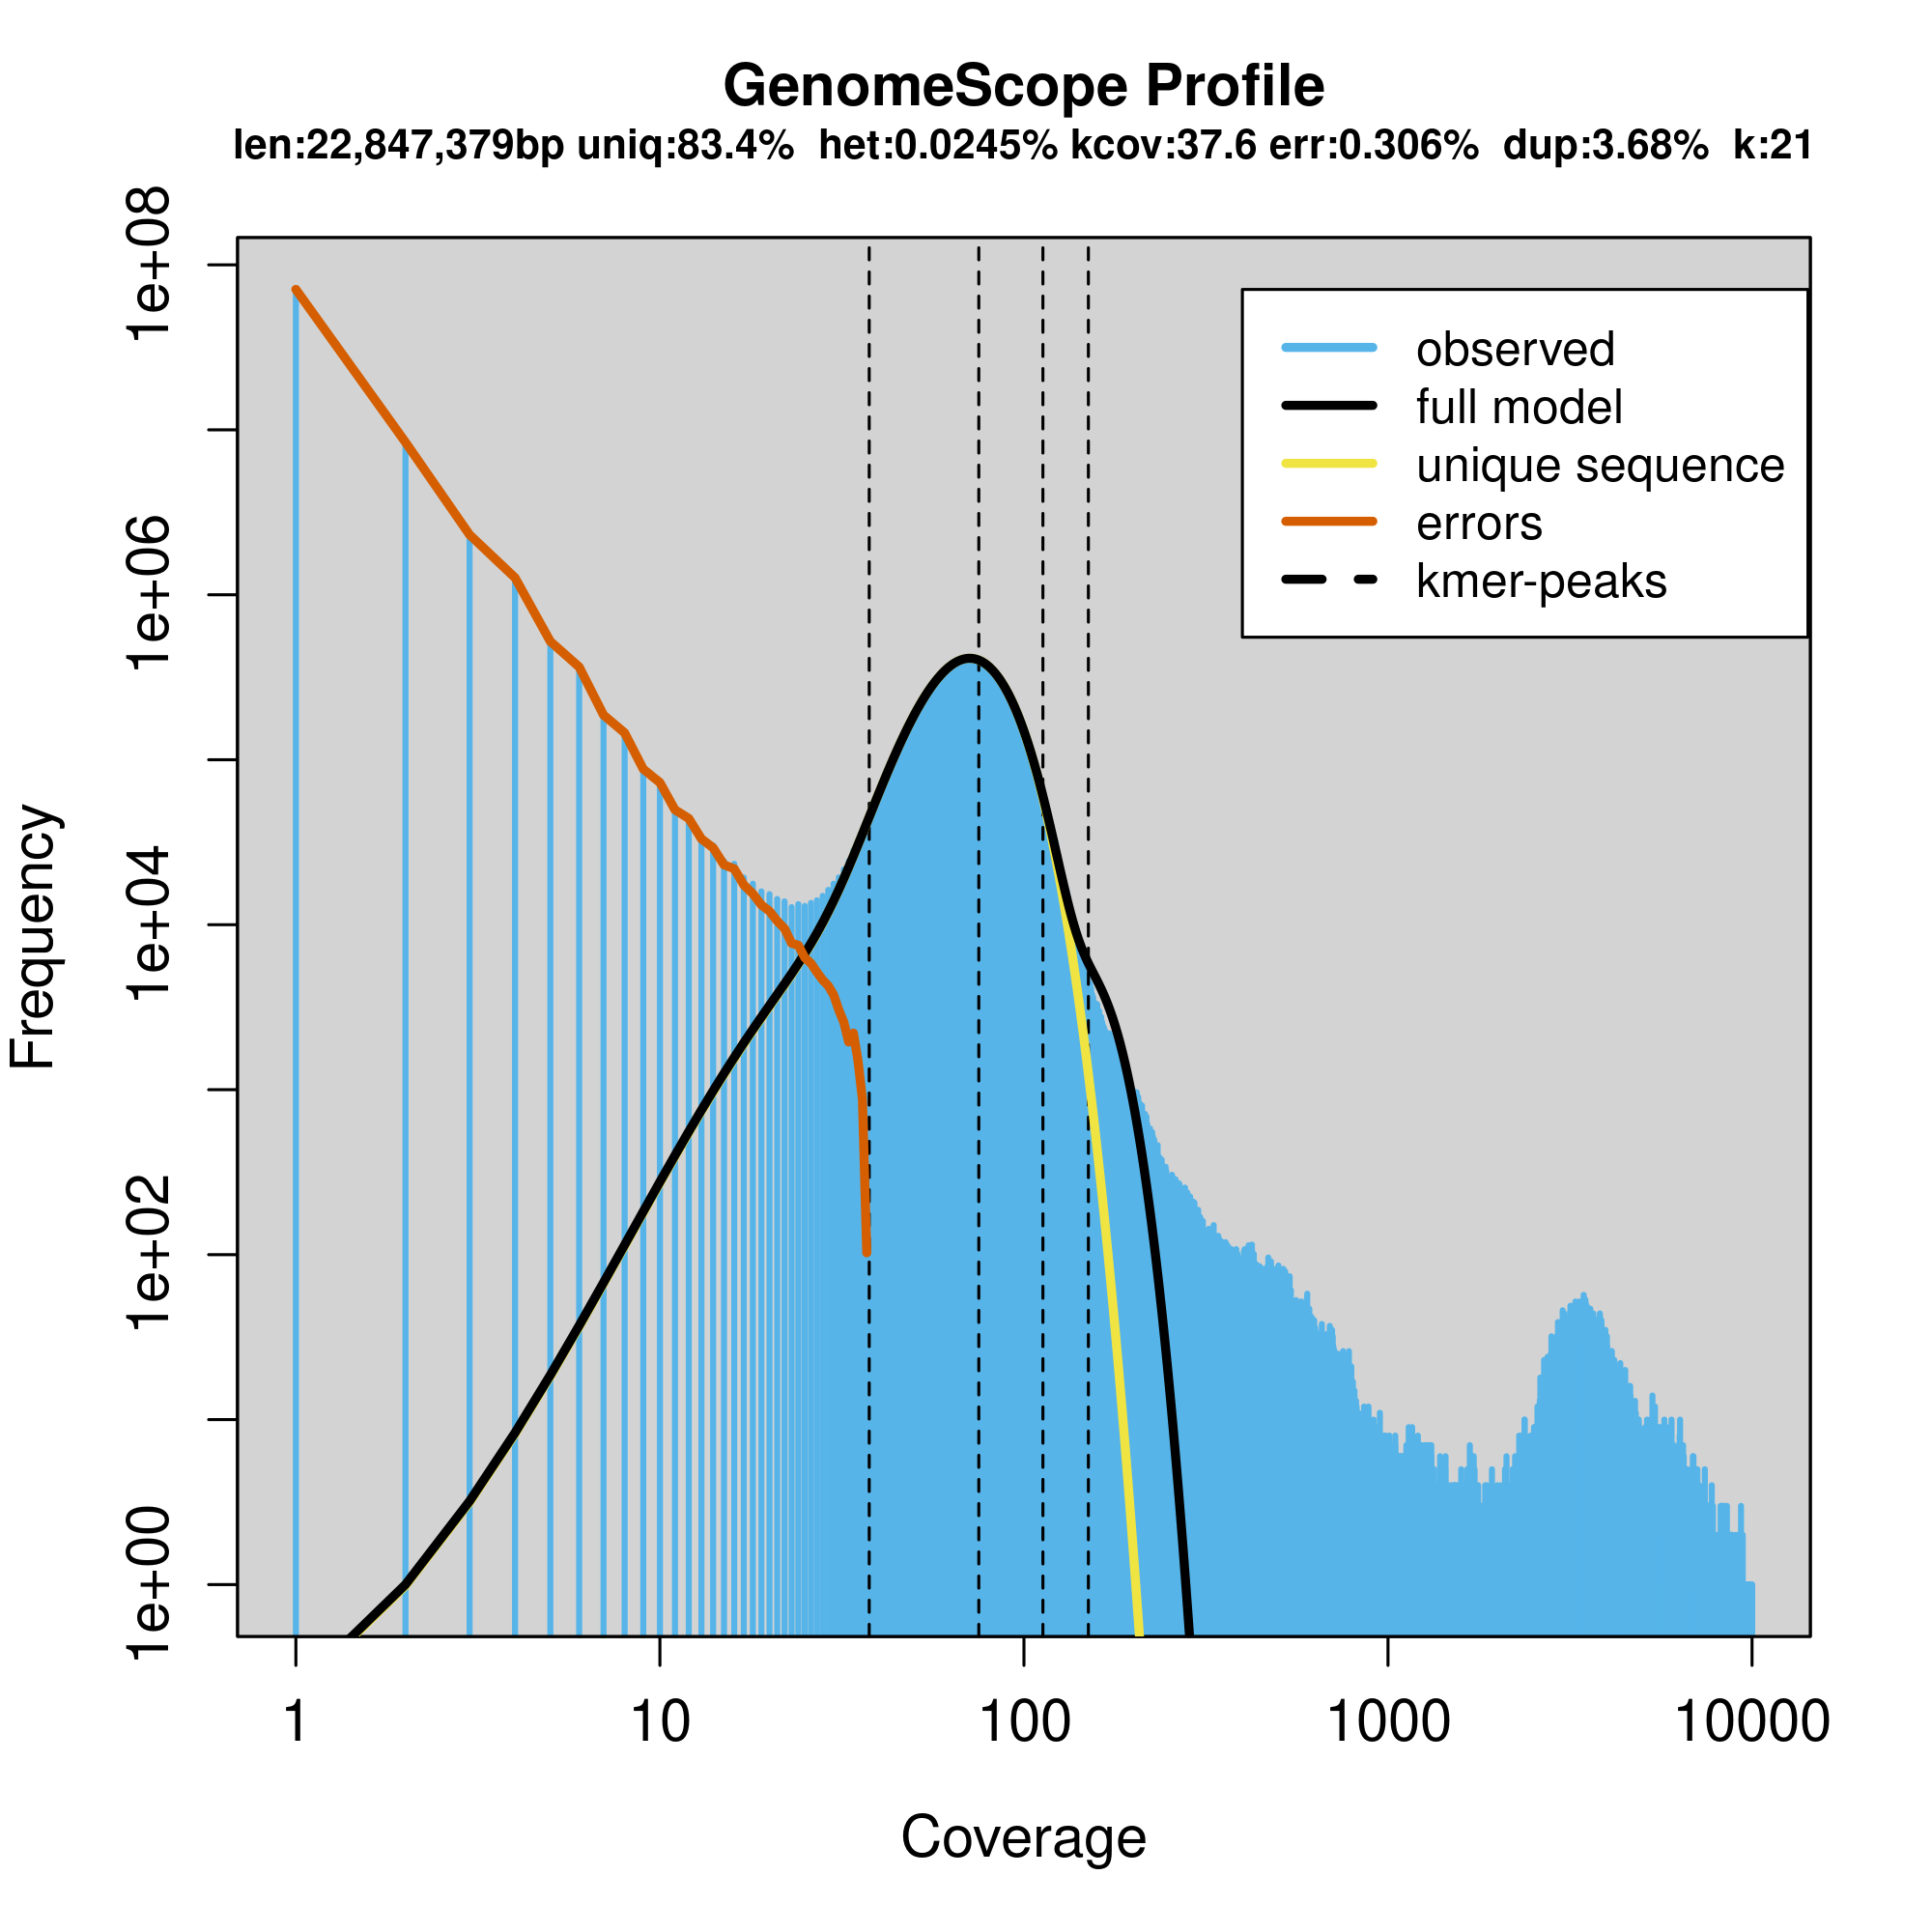 GenomeScope Profile
len:22,847,379bp uniq:83.4% het:0.0245% kcov:37.6 err:0.306% dup:3.68% k:21
1e+08
1e+06
1e+04
1e+02
1e+00
Frequency
observed
full model
unique sequence
errors
kmer-peaks
1 10 100 1000 10000
Coverage